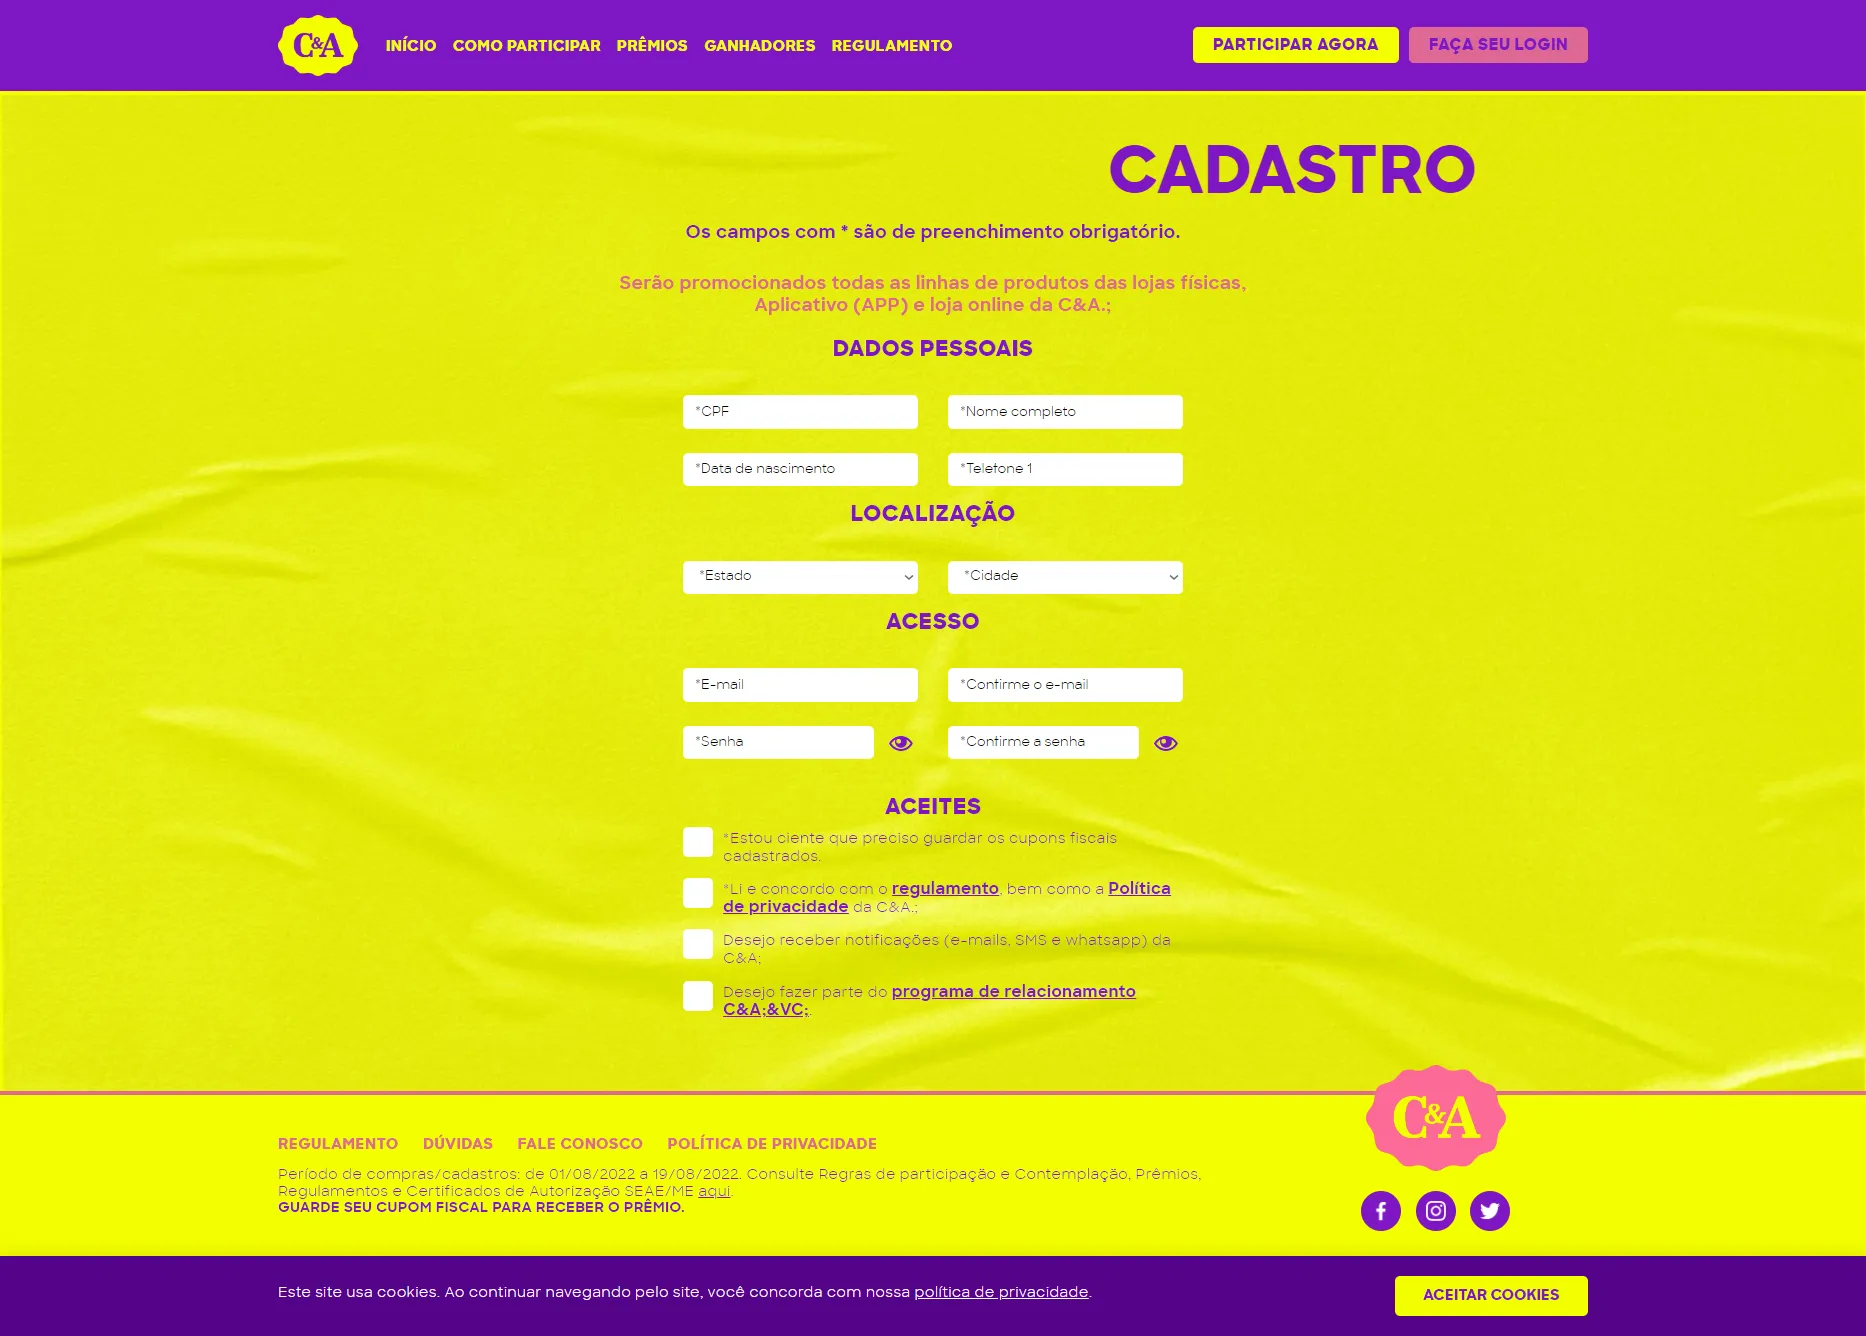 C&A
INÍCIO COMO PARTICIPAR PRÊMIOS GANHADORES REGULAMENTO
PARTICIPAR AGORA
FAÇA SEU LOGIN
CADASTRO
Os campos com * são de preenchimento obrigatório.
Serão promocionados todas as linhas de produtos das lojas físicas,
Aplicativo (APP) e loja online da C&A.;
DADOS PESSOAIS
*CPF
*Nome completo
*Data de nascimento
*Telefone 1
LOCALIZAÇÃO
*Estado
*Cidade
ACESSO
*E-mail
*Confirme o e-mail
*Senha
*Confirme a senha
ACEITES
*Estou ciente que preciso guardar os cupons fiscais
cadastrados.
*Li e concordo com o regulamento, bem como a Política
de privacidade da C&A.;
Desejo receber notificações (e-mails, SMS e whatsapp) da
C&A;
Desejo fazer parte do programa de relacionamento
C&A;&VC;.
C&A
REGULAMENTO DÚVIDAS FALE CONOSCO POLÍTICA DE PRIVACIDADE
Período de compras/cadastros: de 01/08/2022 a 19/08/2022. Consulte Regras de participação e Contemplação, Prêmios,
Regulamentos e Certificados de Autorização SEAE/ME aqui.
GUARDE SEU CUPOM FISCAL PARA RECEBER O PRÊMIO.
Este site usa cookies. Ao continuar navegando pelo site, você concorda com nossa política de privacidade.
ACEITAR COOKIES